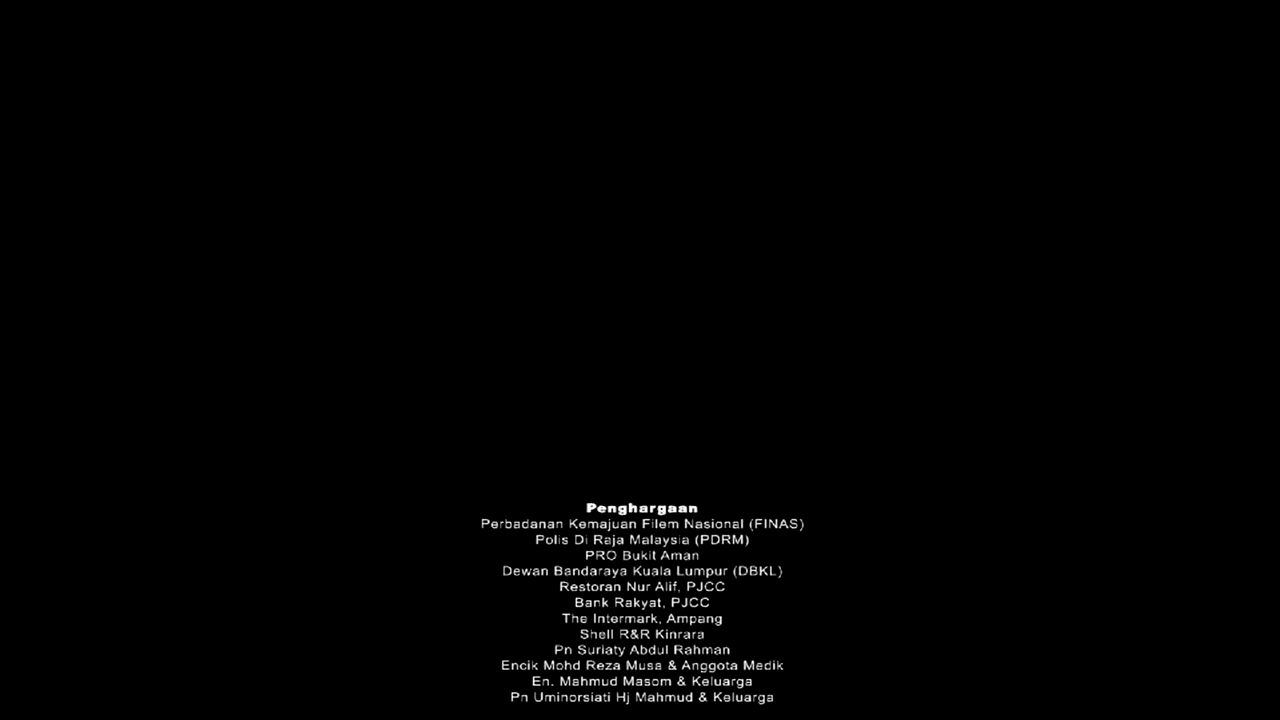 Penghargaan
Perbadanan Kemajuan Filem Nasional (FINAS)
Polis Di Raja Malaysia (PDRM)
PRO Bukit Aman
Dewan Bandaraya Kuala Lumpur (DBKL)
Restoran Nur Alif, PJCC
Bank Rakyat, PJCC
The Intermark, Ampang
Shell R&R Kinrara
Pn Suriaty Abdul Rahman
Encik Mohd Reza Musa & Anggota Medik
En. Mahmud Masom & Keluarga
Pn Uminorsiati Hj Mahmud & Keluarga